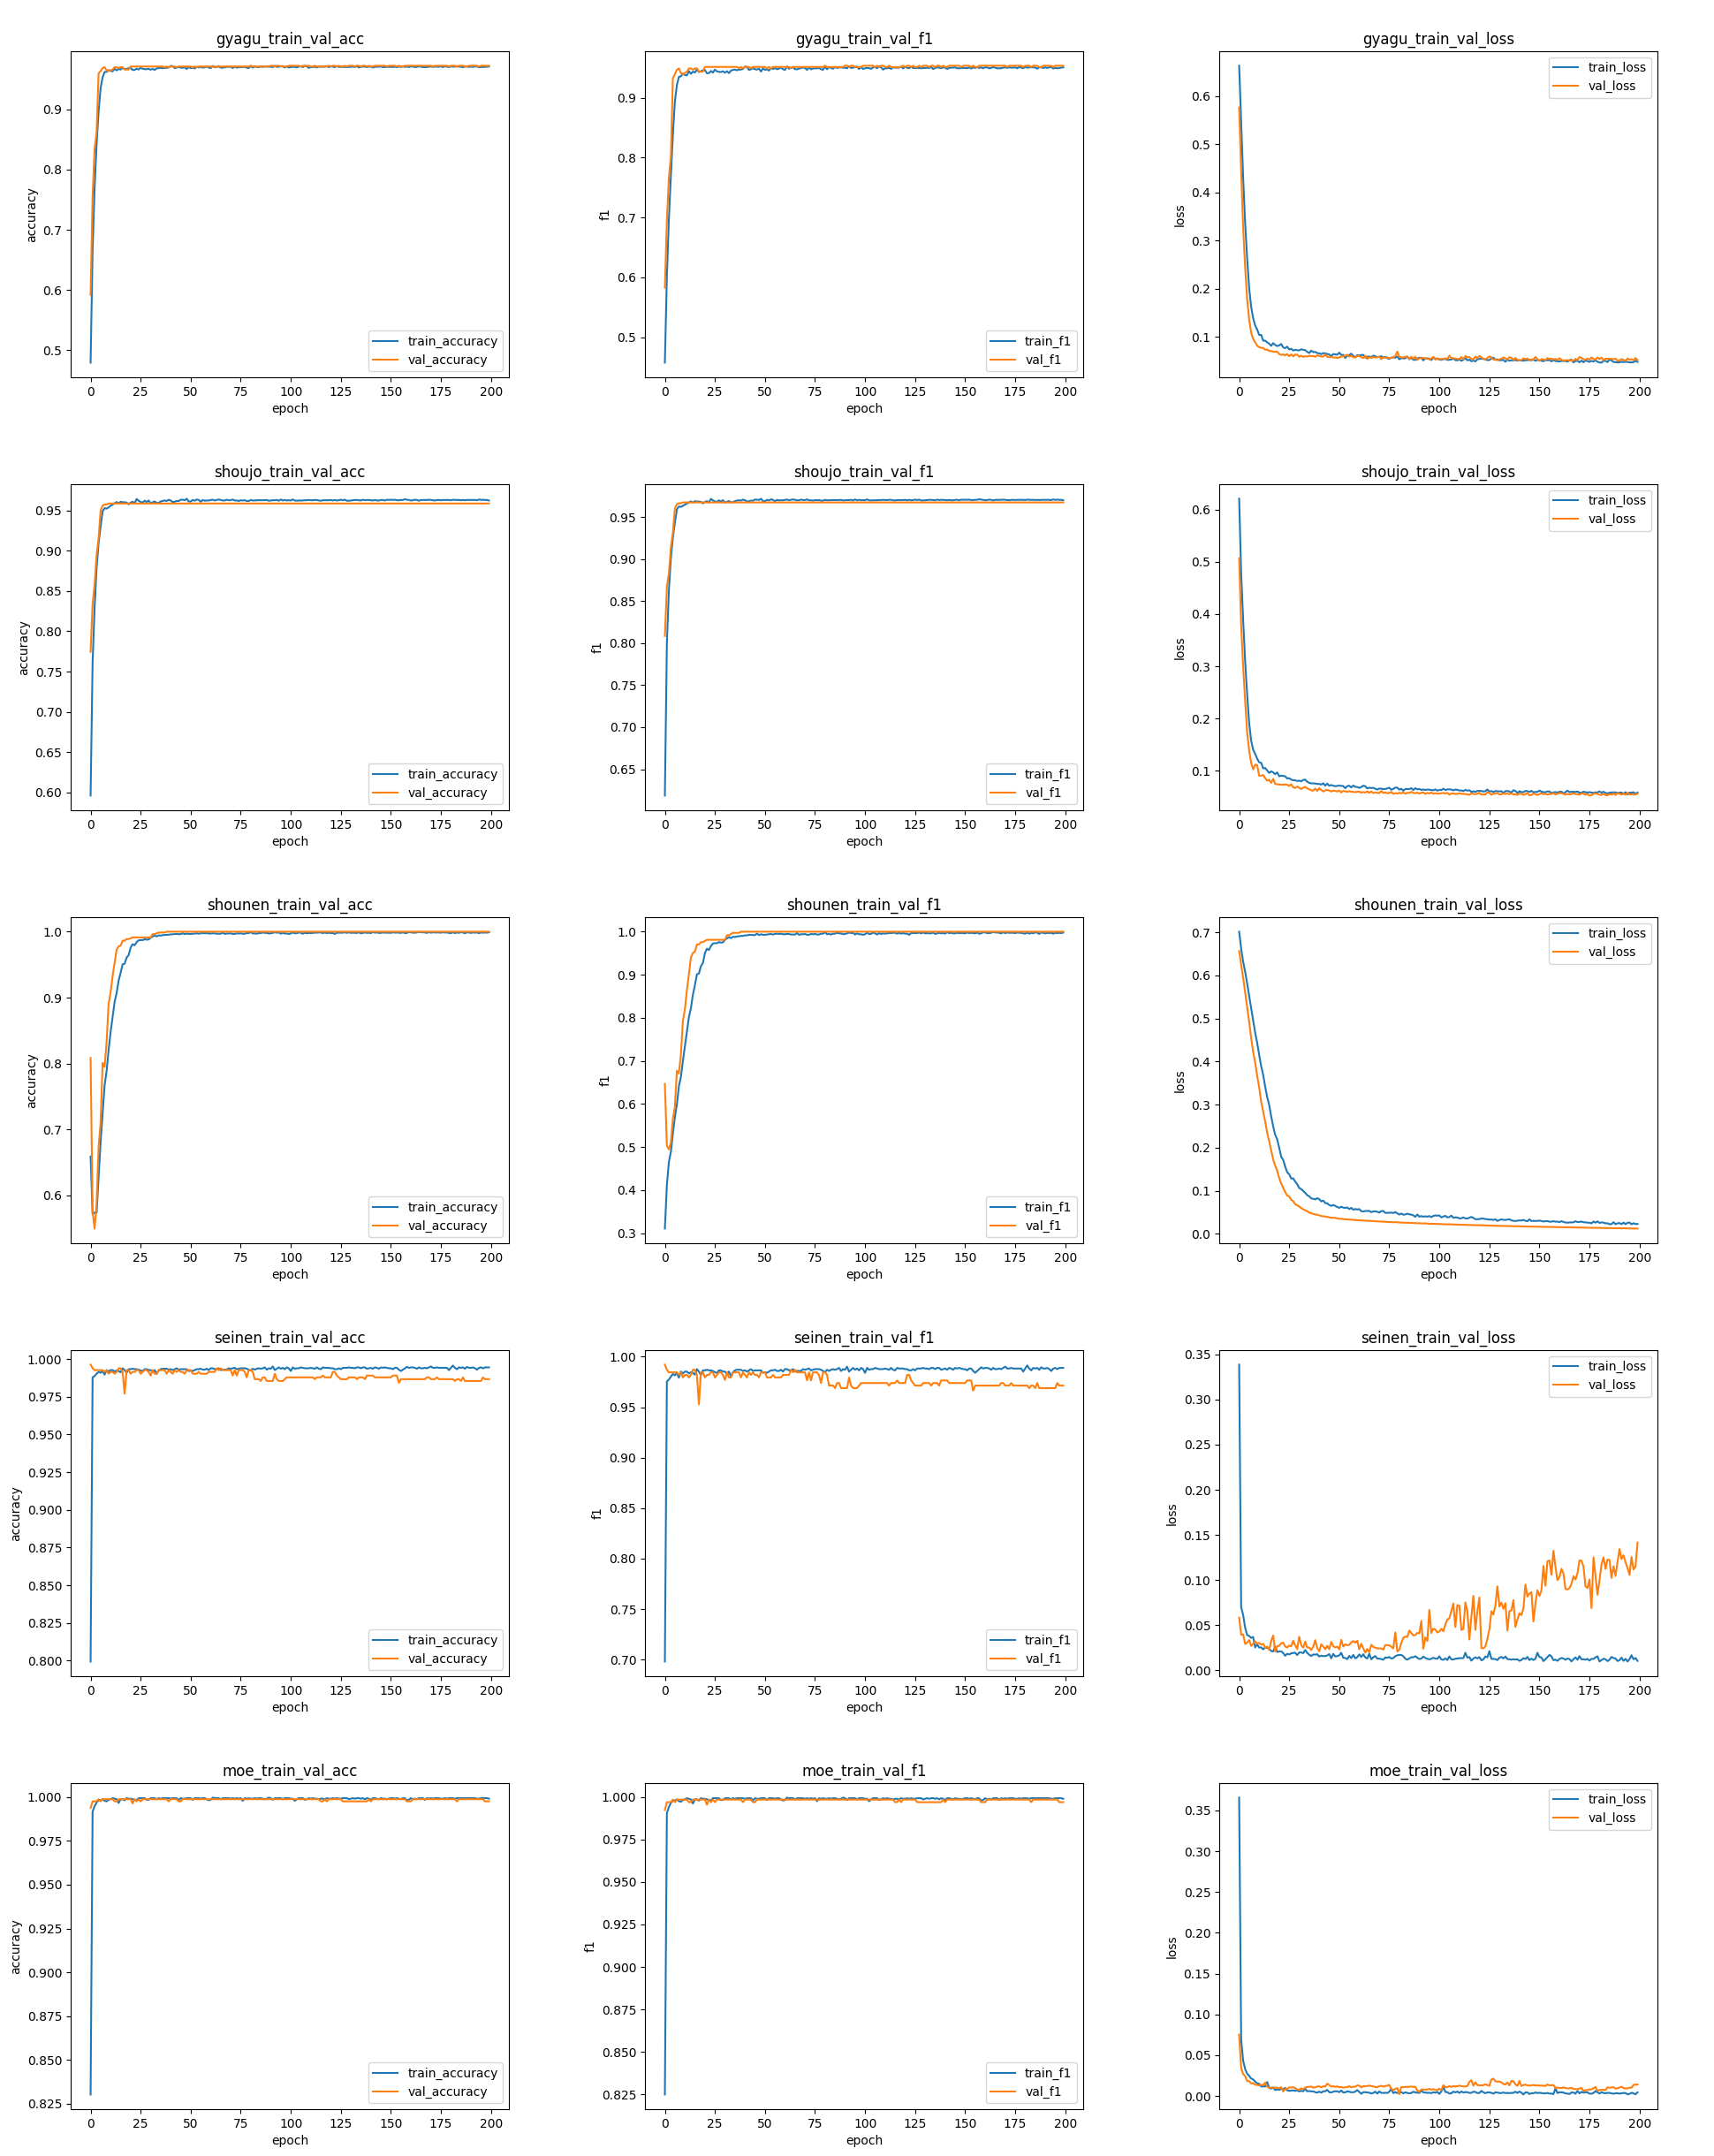 gyagu_train_val_acc
accuracy
0.9
0.8
0.7
0.6
0.5
train_accuracy
val_accuracy
0 25 50 75 100 125 150 175 200
epoch
gyagu_train_val_f1
f1
0.9
0.8
0.7
0.6
0.5
train_f1
val_f1
0 25 50 75 100 125 150 175 200
epoch
gyagu_train_val_loss
loss
0.6
0.5
0.4
0.3
0.2
0.1
train_loss
val_loss
0 25 50 75 100 125 150 175 200
epoch
shoujo_train_val_acc
accuracy
0.95
0.90
0.85
0.80
0.75
0.70
0.65
0.60
train_accuracy
val_accuracy
0 25 50 75 100 125 150 175 200
epoch
shoujo_train_val_f1
f1
0.95
0.90
0.85
0.80
0.75
0.70
0.65
train_f1
val_f1
0 25 50 75 100 125 150 175 200
epoch
shoujo_train_val_loss
loss
0.6
0.5
0.4
0.3
0.2
0.1
train_loss
val_loss
0 25 50 75 100 125 150 175 200
epoch
shounen_train_val_acc
accuracy
1.0
0.9
0.8
0.7
0.6
train_accuracy
val_accuracy
0 25 50 75 100 125 150 175 200
epoch
shounen_train_val_f1
f1
1.0
0.9
0.8
0.7
0.6
0.5
0.4
0.3
train_f1
val_f1
0 25 50 75 100 125 150 175 200
epoch
shounen_train_val_loss
loss
0.7
0.6
0.5
0.4
0.3
0.2
0.1
0.0
train_loss
val_loss
0 25 50 75 100 125 150 175 200
epoch
seinen_train_val_acc
accuracy
1.000
0.975
0.950
0.925
0.900
0.875
0.850
0.825
0.800
train_accuracy
val_accuracy
0 25 50 75 100 125 150 175 200
epoch
seinen_train_val_f1
f1
1.00
0.95
0.90
0.85
0.80
0.75
0.70
train_f1
val_f1
0 25 50 75 100 125 150 175 200
epoch
seinen_train_val_loss
loss
0.35
0.30
0.25
0.20
0.15
0.10
0.05
0.00
train_loss
val_loss
0 25 50 75 100 125 150 175 200
epoch
moe_train_val_acc
accuracy
1.000
0.975
0.950
0.925
0.900
0.875
0.850
0.825
train_accuracy
val_accuracy
0 25 50 75 100 125 150 175 200
epoch
moe_train_val_f1
f1
1.000
0.975
0.950
0.925
0.900
0.875
0.850
0.825
train_f1
val_f1
0 25 50 75 100 125 150 175 200
epoch
moe_train_val_loss
loss
0.35
0.30
0.25
0.20
0.15
0.10
0.05
0.00
train_loss
val_loss
0 25 50 75 100 125 150 175 200
epoch